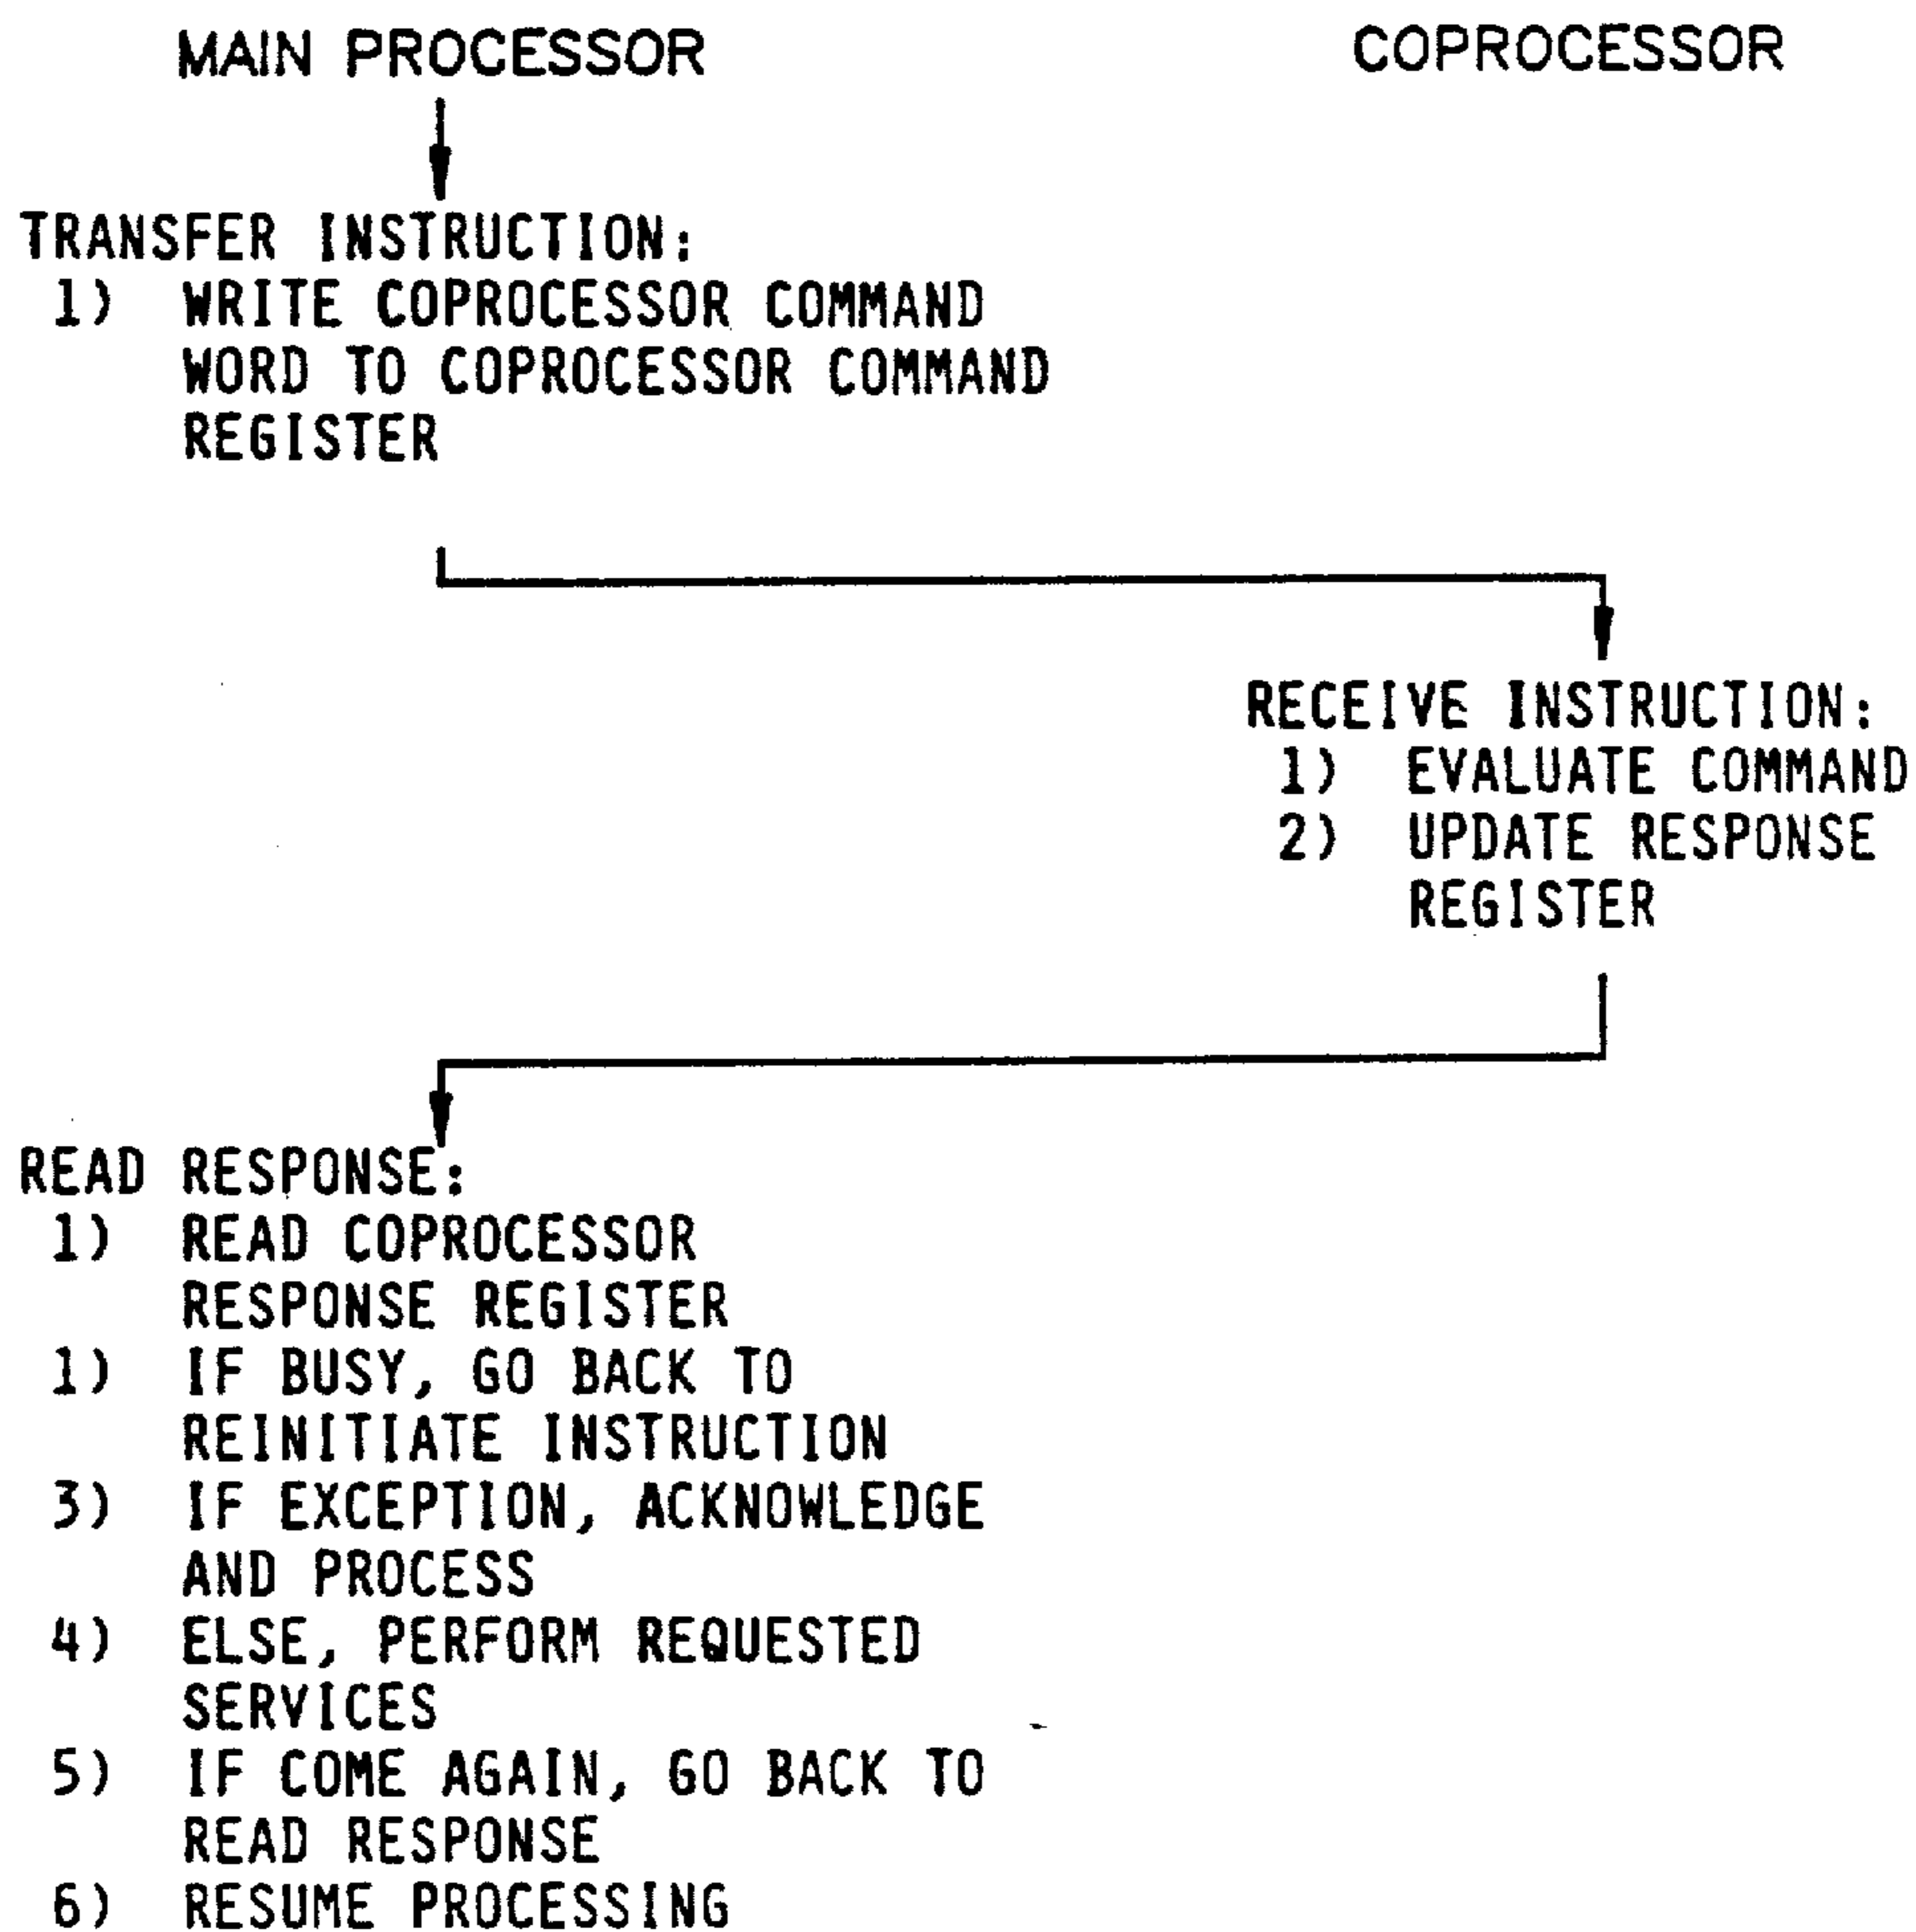 MAIN PROCESSOR
COPROCESSOR
TRANSFER INSTRUCTION:
1) WRITE COPROCESSOR COMMAND
WORD TO COPROCESSOR COMMAND
REGISTER
RECEIVE INSTRUCTION:
1) EVALUATE COMMAND
2) UPDATE RESPONSE
REGISTER
READ RESPONSE:
1) READ COPROCESSOR
RESPONSE REGISTER
1) IF BUSY, GO BACK TO
REINITIATE INSTRUCTION
3) IF EXCEPTION, ACKNOWLEDGE
AND PROCESS
4) ELSE, PERFORM REQUESTED
SERVICES
5) IF COME AGAIN, GO BACK TO
READ RESPONSE
6) RESUME PROCESSING